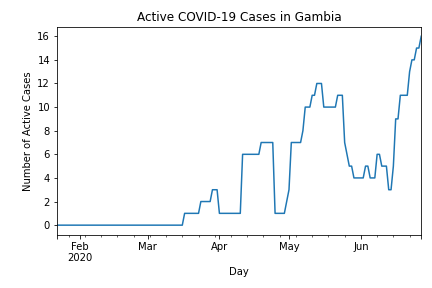 Active COVID-19 Cases in Gambia
Number of Active Cases
16
14
12
10
8
6
4
2
0
Feb
2020
Mar
Apr
May
Jun
Day